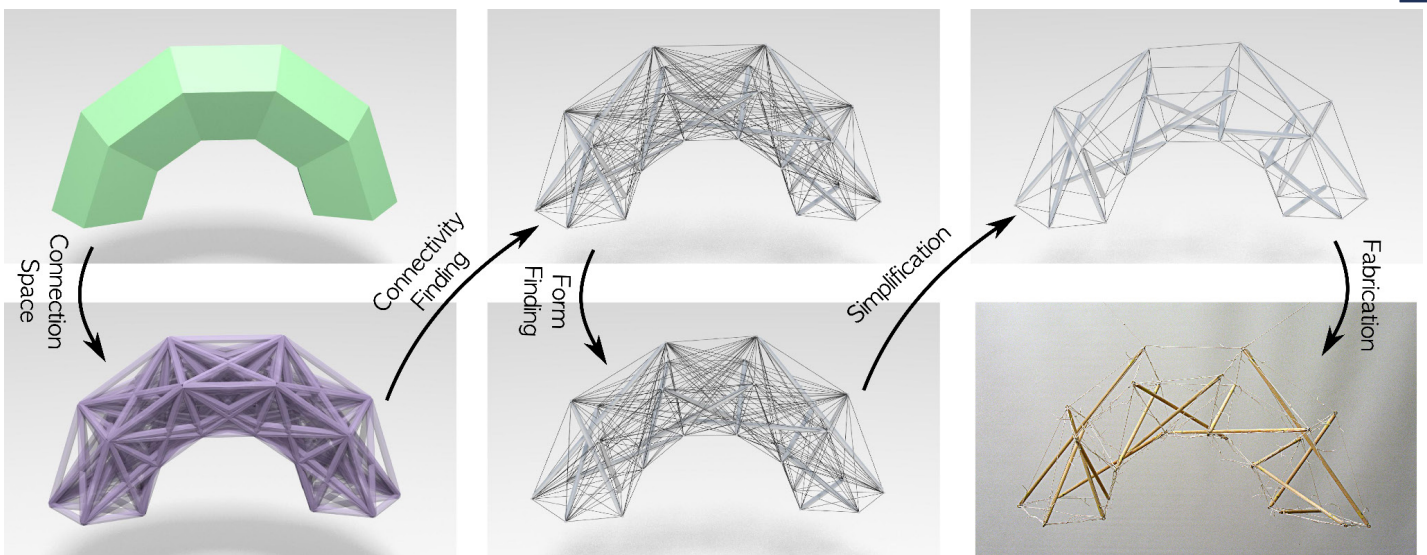 Connection
Space
Connectivity
Finding
Form
Finding
Simplification
Fabrication